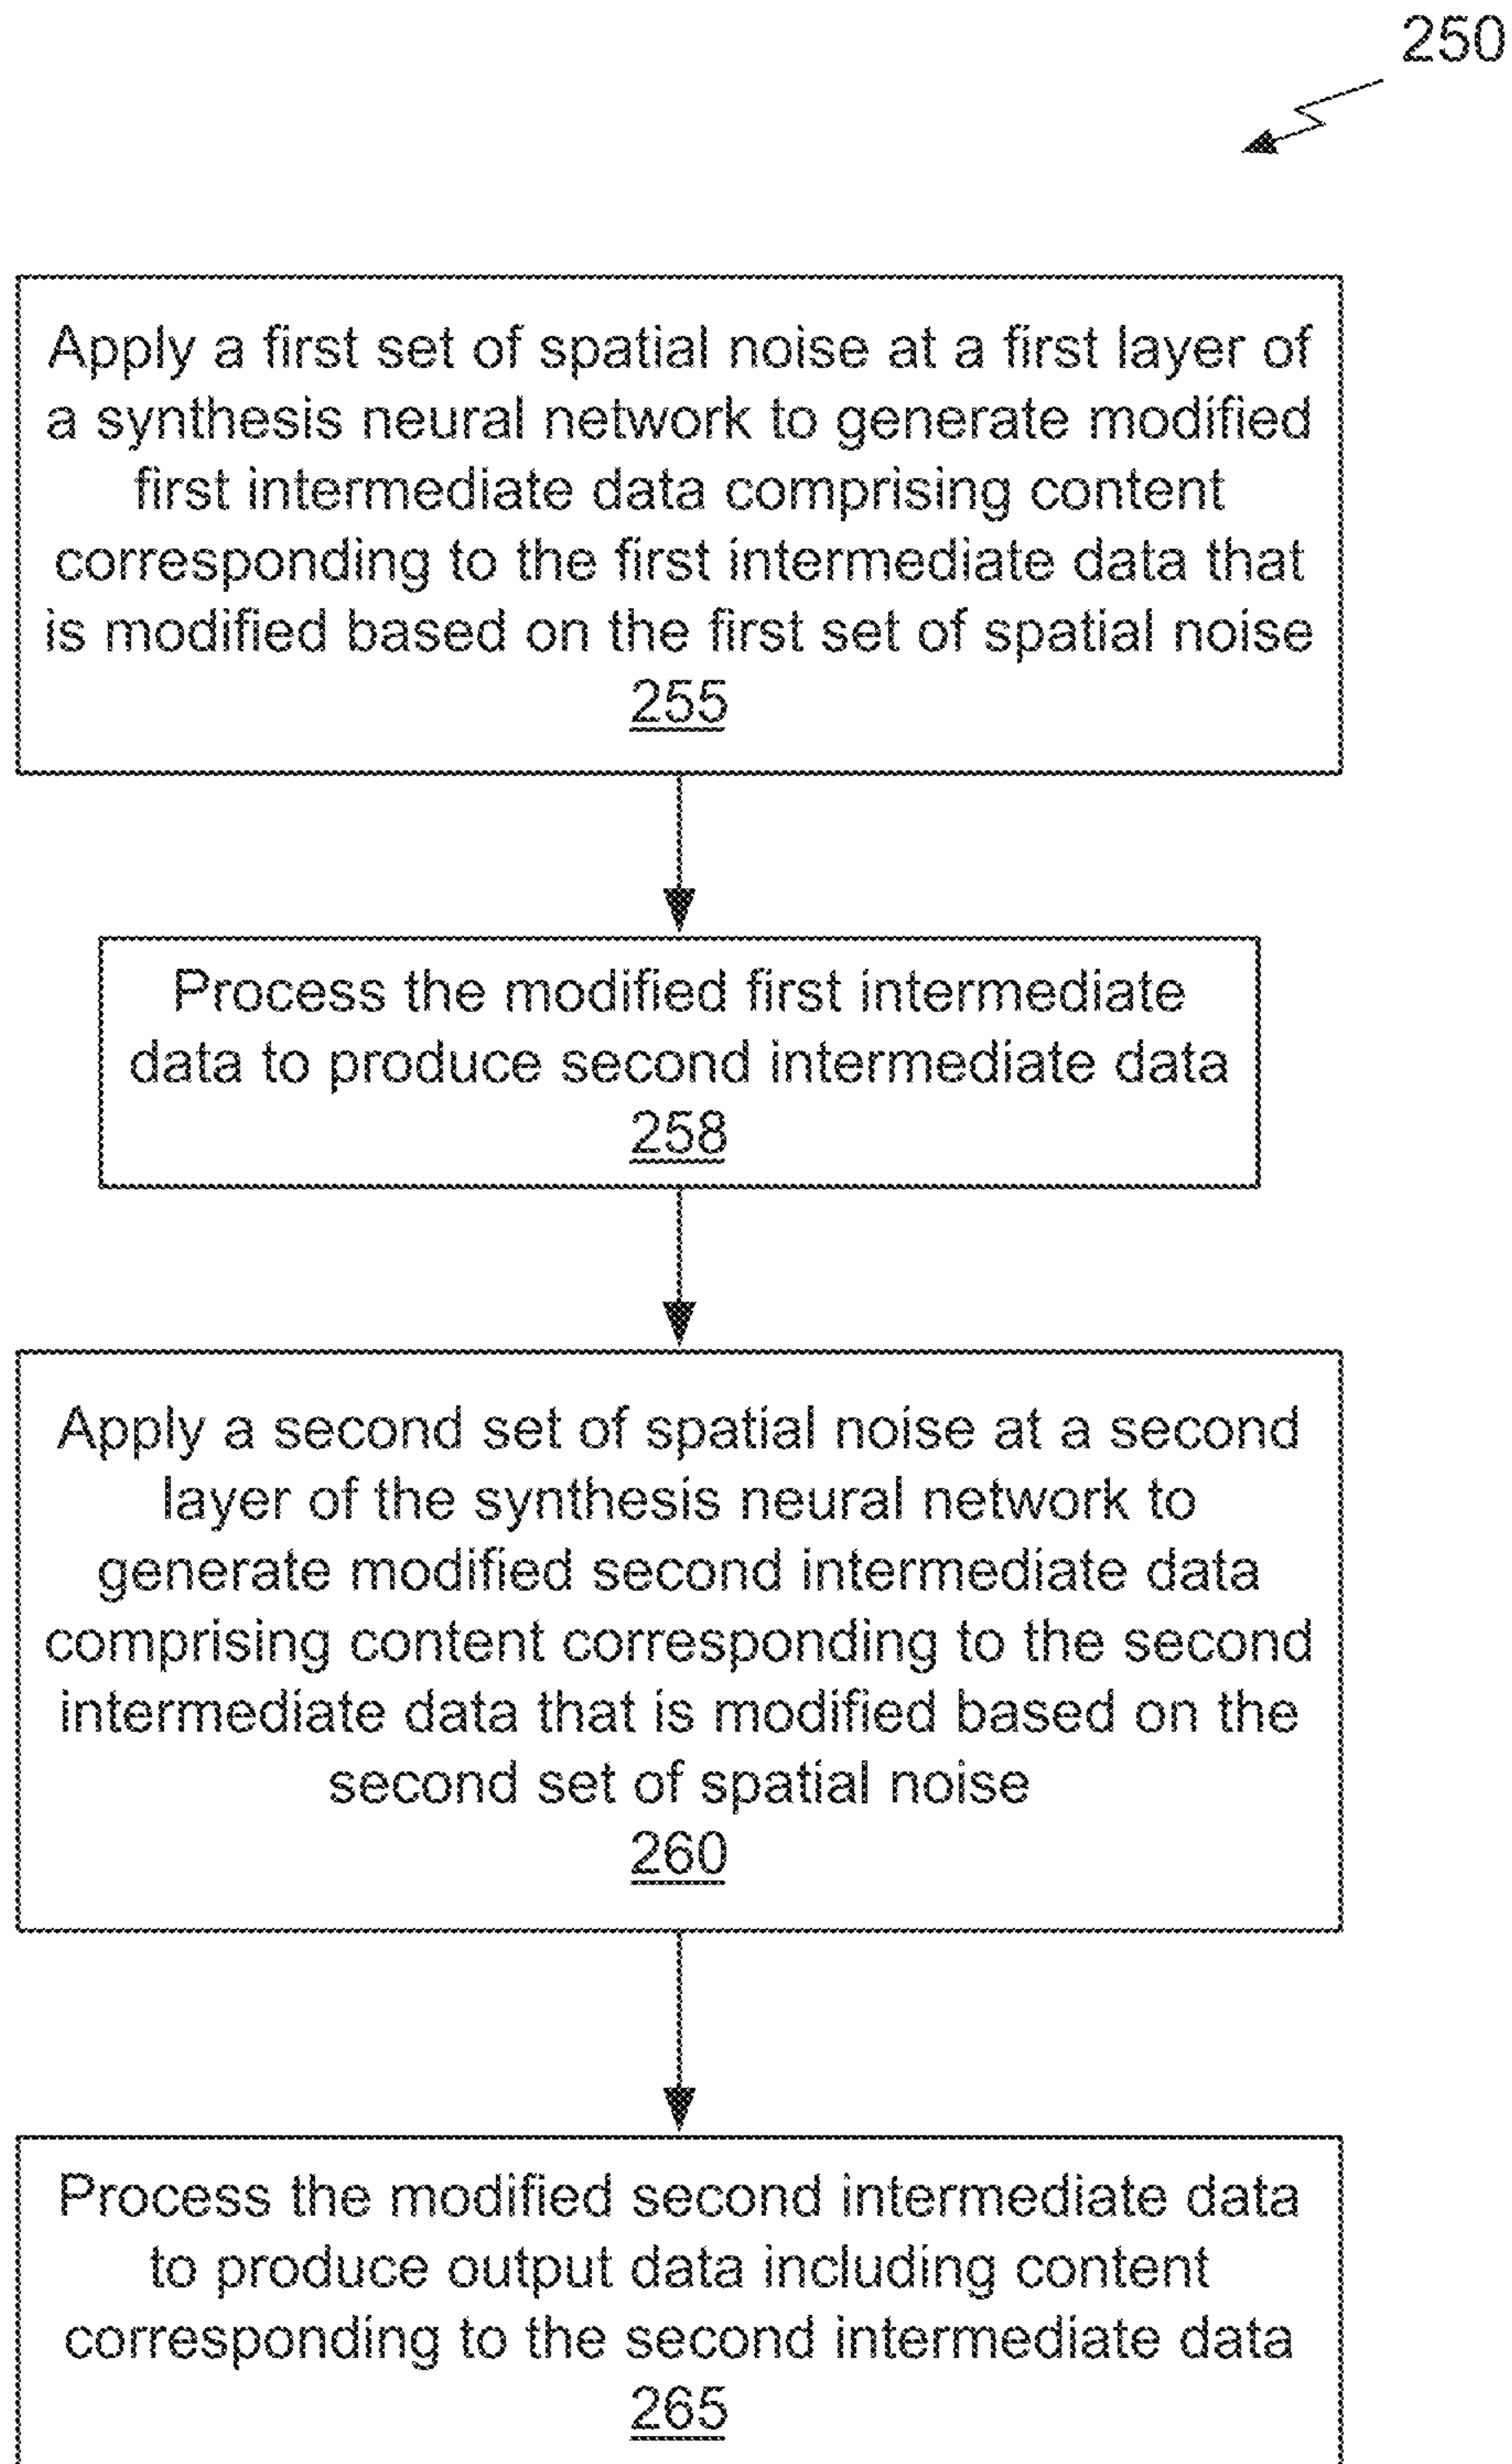 250
Apply a first set of spatial noise at a first layer of
a synthesis neural network to generate modified
first intermediate data comprising content
corresponding to the first intermediate data that
is modified based on the first set of spatial noise
255
Process the modified first intermediate
data to produce second intermediate data
258
Apply a second set of spatial noise at a second
layer of the synthesis neural network to
generate modified second intermediate data
comprising content corresponding to the second
intermediate data that is modified based on the
second set of spatial noise
260
Process the modified second intermediate data
to produce output data including content
corresponding to the second intermediate data
265